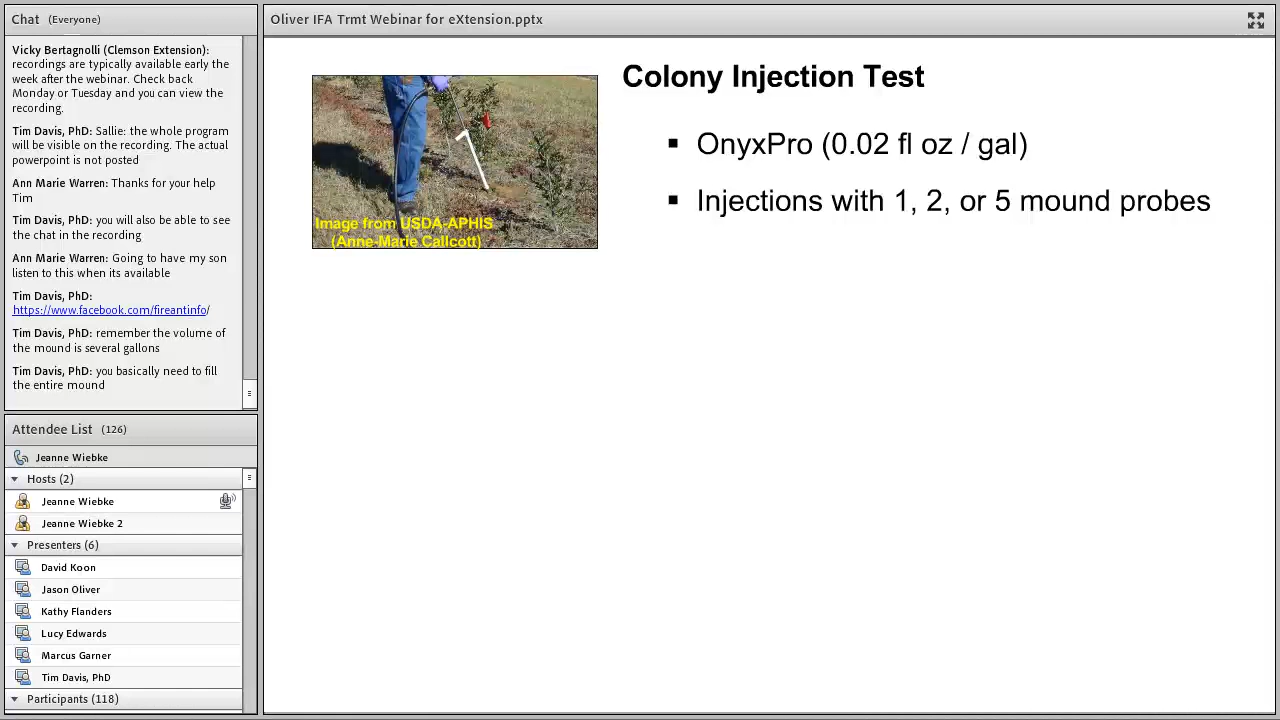 Chat (Everyone)
Vicky Bertagnolli (Clemson Extension):
recordings are typically available early the
week after the webinar. Check back
Monday or Tuesday and you can view the
recording.
Tim Davis, PhD: Sallie: the whole program
will be visible on the recording. The actual
powerpoint is not posted
Ann Marie Warren: Thanks for your help
Tim
Tim Davis, PhD: you will also be able to see
the chat in the recording
Ann Marie Warren: Going to have my son
listen to this when its available
Tim Davis, PhD:
https://www.facebook.com/fireantinfo/
Tim Davis, PhD: remember the volume of
the mound is several gallons
Tim Davis, PhD: you basically need to fill
the entire mound
Attendee List (126)
Jeanne Wiebke
Hosts (2)
Jeanne Wiebke
Jeanne Wiebke 2
Presenters (6)
David Koon
Jason Oliver
Kathy Flanders
Lucy Edwards
Marcus Garner
Tim Davis, PhD
Participants (118)
Oliver IFA Trmt Webinar for eXtension.pptx
Image from USDA-APHIS
(Anne-Marie Callcott)
Colony Injection Test
▪ OnyxPro (0.02 fl oz / gal)
▪ Injections with 1, 2, or 5 mound probes